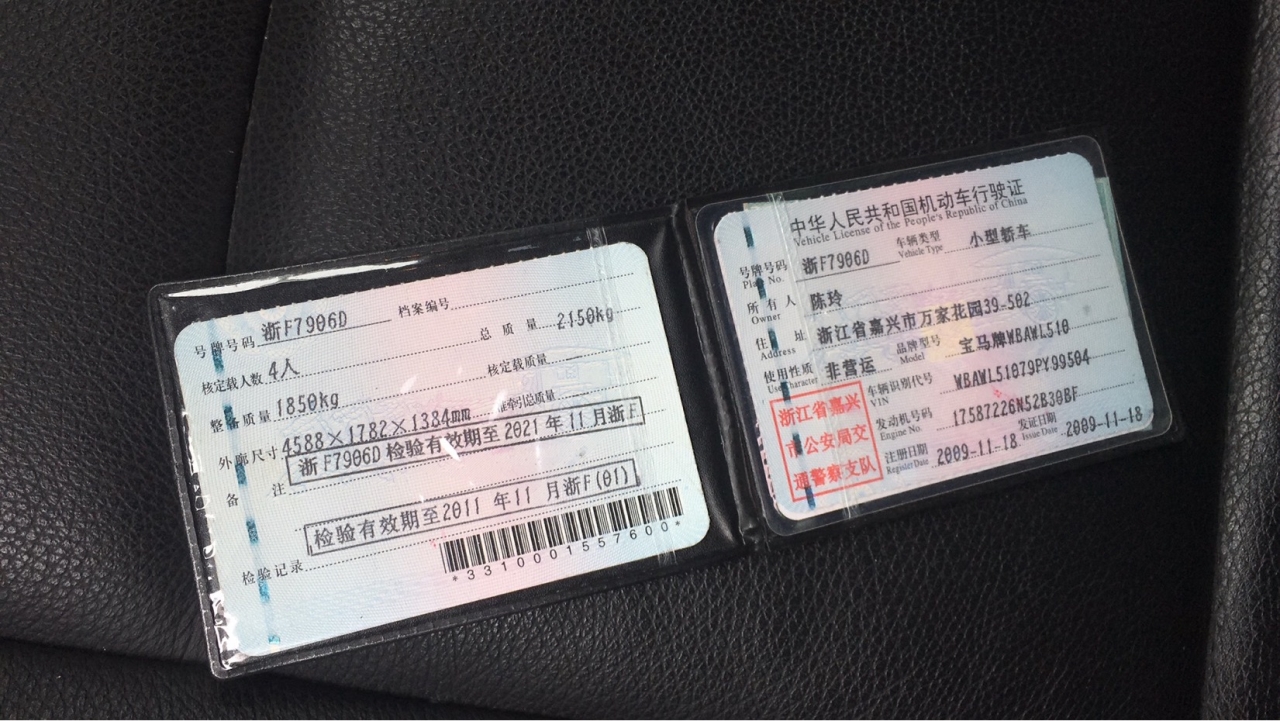 号牌号码 浙F7906D 档案编号
核定载人数 4人 总质量 2150kg
整备质量 1850kg 核定载质量
外廓尺寸 4588×1782×1384mm 准牵引总质量
浙F7906D 检验有效期至2021年11月浙F
备注
检验有效期至2011年11月浙F(01)
检验记录
*3310001557600*
中华人民共和国机动车行驶证
Vehicle License of the People's Republic of China
号牌号码 浙F7906D 车辆类型 小型轿车
Plate No. Vehicle Type
所有人 陈玲
Owner
住址 浙江省嘉兴市万家花园39-502
Address
使用性质 非营运 品牌型号 宝马牌WBAWL510
Use Character Model
浙江省嘉兴
市公安局交
通警察支队
车辆识别代号 WBAWL51079PY99504
VIN
发动机号码 17587226N52B30BF
Engine No.
注册日期 2009-11-18 发证日期 2009-11-18
Register Date Issue Date